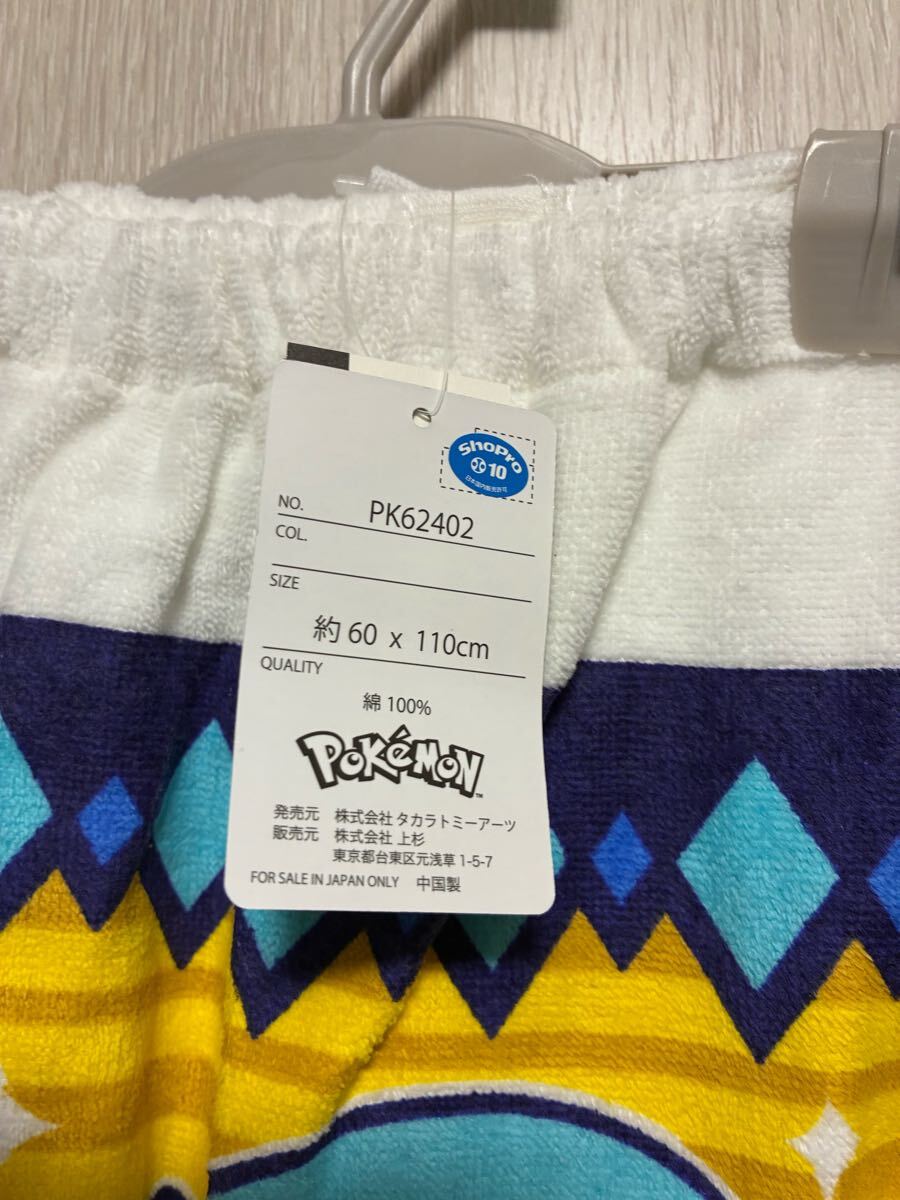 ShoPro
10
日本国内販売許可
NO. PK62402
COL.
SIZE
約 60 x 110cm
QUALITY
綿 100%
POKéMON™
発売元 株式会社 タカラトミーアーツ
販売元 株式会社 上杉
東京都台東区元浅草 1-5-7
FOR SALE IN JAPAN ONLY 中国製